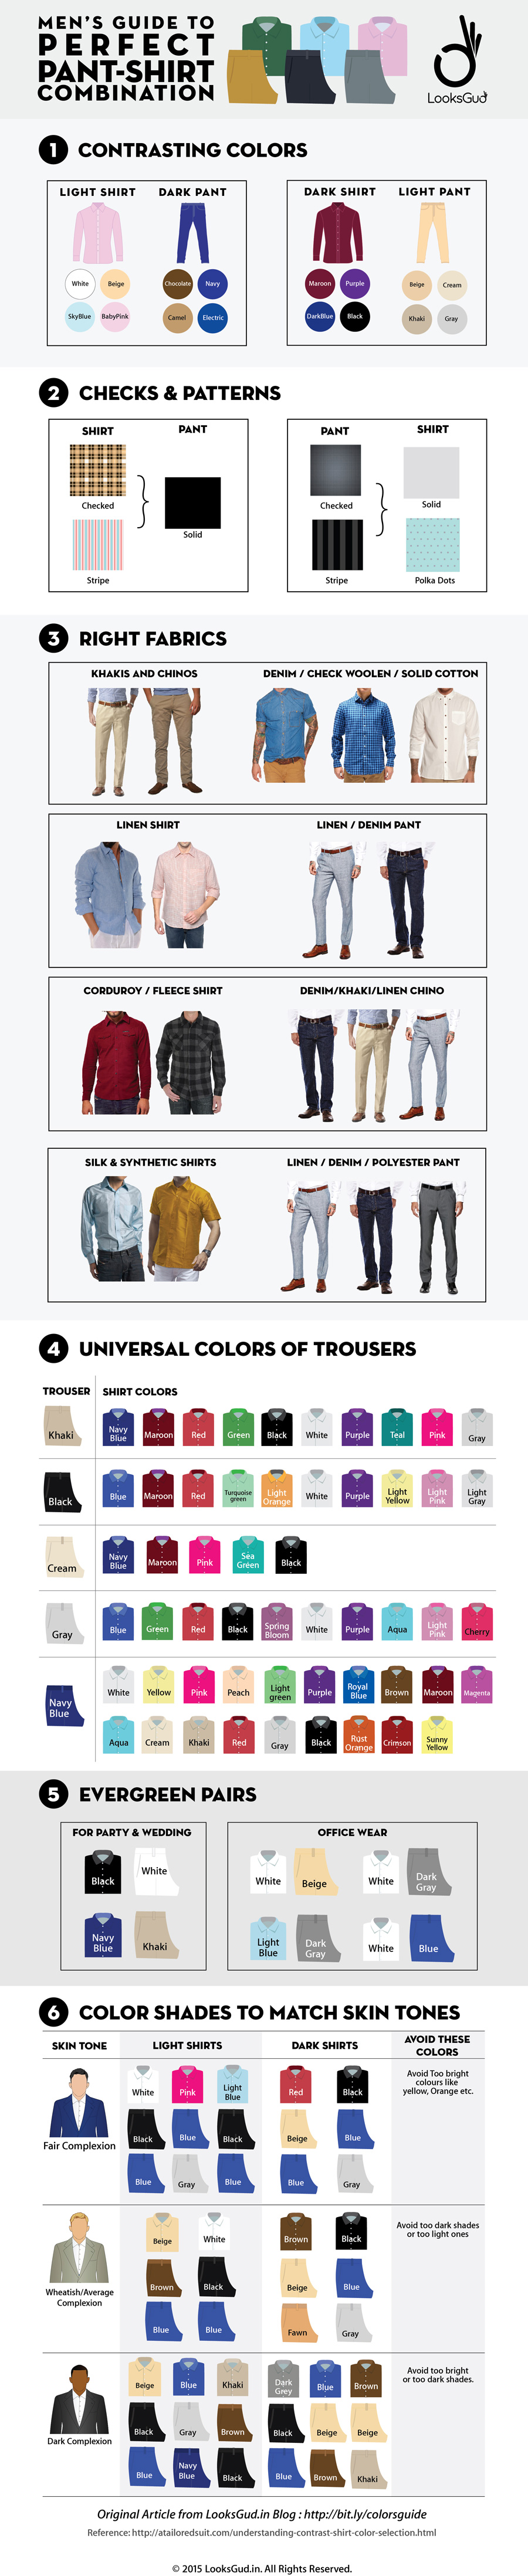 MEN'S GUIDE TO
PERFECT
PANT-SHIRT
COMBINATION
LooksGud
1 CONTRASTING COLORS
LIGHT SHIRT DARK PANT
White Beige Chocolate Navy
SkyBlue BabyPink Camel Electric
DARK SHIRT LIGHT PANT
Maroon Purple Beige Cream
DarkBlue Black Khaki Gray
2 CHECKS & PATTERNS
SHIRT PANT
Checked
Solid
Stripe
PANT SHIRT
Checked Solid
Stripe Polka Dots
3 RIGHT FABRICS
KHAKIS AND CHINOS DENIM / CHECK WOOLEN / SOLID COTTON
LINEN SHIRT LINEN / DENIM PANT
CORDUROY / FLEECE SHIRT DENIM/KHAKI/LINEN CHINO
SILK & SYNTHETIC SHIRTS LINEN / DENIM / POLYESTER PANT
4 UNIVERSAL COLORS OF TROUSERS
TROUSER SHIRT COLORS
Khaki Navy Blue Maroon Red Green Black White Purple Teal Pink Gray
Black Blue Maroon Red Turquoise green Light Orange White Purple Light Yellow Light Pink Light Gray
Cream Navy Blue Maroon Pink Sea Green Black
Gray Blue Green Red Black Spring Bloom White Purple Aqua Light Pink Cherry
Navy Blue White Yellow Pink Peach Light green Purple Royal Blue Brown Maroon Magenta
Aqua Cream Khaki Red Gray Black Rust Orange Crimson Sunny Yellow
5 EVERGREEN PAIRS
FOR PARTY & WEDDING
Black White
Navy Blue Khaki
OFFICE WEAR
White Beige White Dark Gray
Light Blue Dark Gray White Blue
6 COLOR SHADES TO MATCH SKIN TONES
SKIN TONE LIGHT SHIRTS DARK SHIRTS AVOID THESE COLORS
Fair Complexion
White Pink Light Blue Red Black
Black Blue Black Beige Blue
Blue Gray Blue Blue Gray
Avoid Too bright
colours like
yellow, Orange etc.
Wheatish/Average
Complexion
Beige White Brown Black
Brown Black Beige Blue
Blue Blue Fawn Gray
Avoid too dark shades
or too light ones
Dark Complexion
Beige Blue Khaki Dark Grey Blue Brown
Black Gray Brown Black Beige Beige
Blue Navy Blue Black Blue Brown Khaki
Avoid too bright
or too dark shades.
Original Article from LooksGud.in Blog : http://bit.ly/colorsguide
Reference: http://atailoredsuit.com/understanding-contrast-shirt-color-selection.html
© 2015 LooksGud.in. All Rights Reserved.